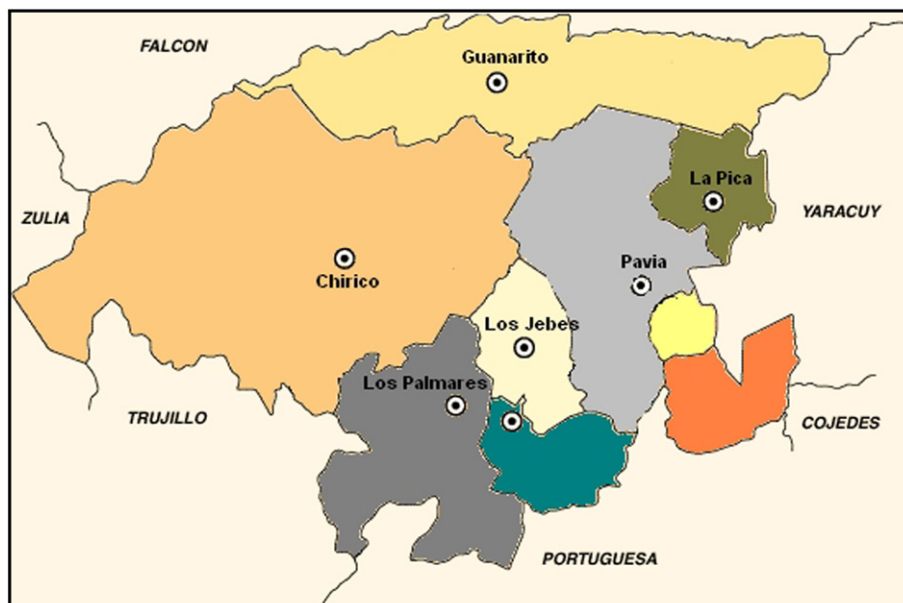 FALCON
Guanarito
La Pica
ZULIA
YARACUY
Pavia
Chirico
Los Jebes
Los Palmares
TRUJILLO
COJEDES
PORTUGUESA